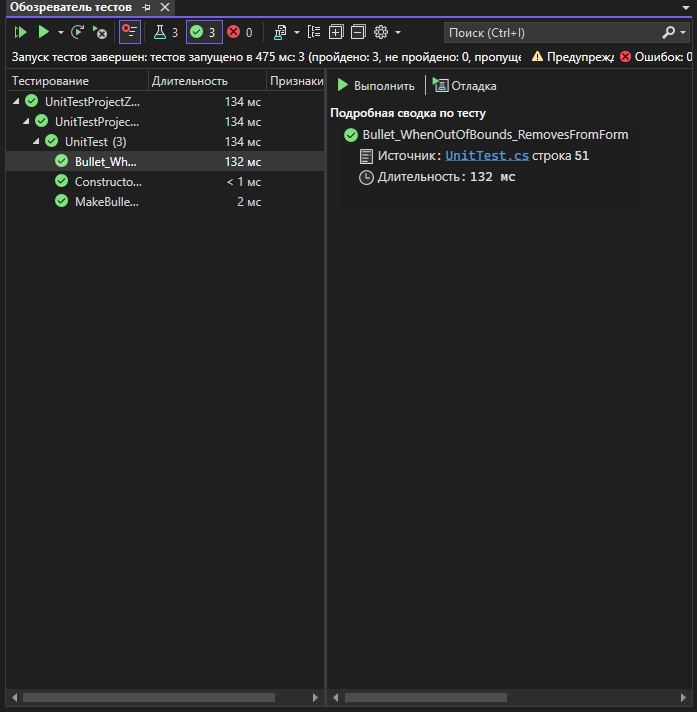 Обозреватель тестов
3 3 0 Поиск (Ctrl+I)
Запуск тестов завершен: тестов запущено в 475 мс: 3 (пройдено: 3, не пройдено: 0, пропуще Предупрежд Ошибок: 0
Тестирование Длительность Признаки
UnitTestProjectZ... 134 мс
UnitTestProjec... 134 мс
UnitTest (3) 134 мс
Bullet_Wh... 132 мс
Constructo... < 1 мс
MakeBulle... 2 мс
Выполнить Отладка
Подробная сводка по тесту
Bullet_WhenOutOfBounds_RemovesFromForm
Источник: UnitTest.cs строка 51
Длительность: 132 мс